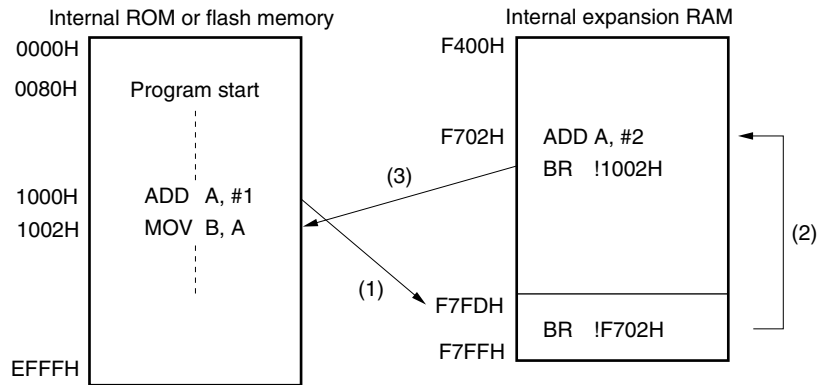 Internal ROM or flash memory
0000H
0080H
Program start
1000H
ADD A, #1
1002H
MOV B, A
EFFFH
(1)
(3)
Internal expansion RAM
F400H
F702H
ADD A, #2
BR !1002H
(2)
F7FDH
BR !F702H
F7FFH